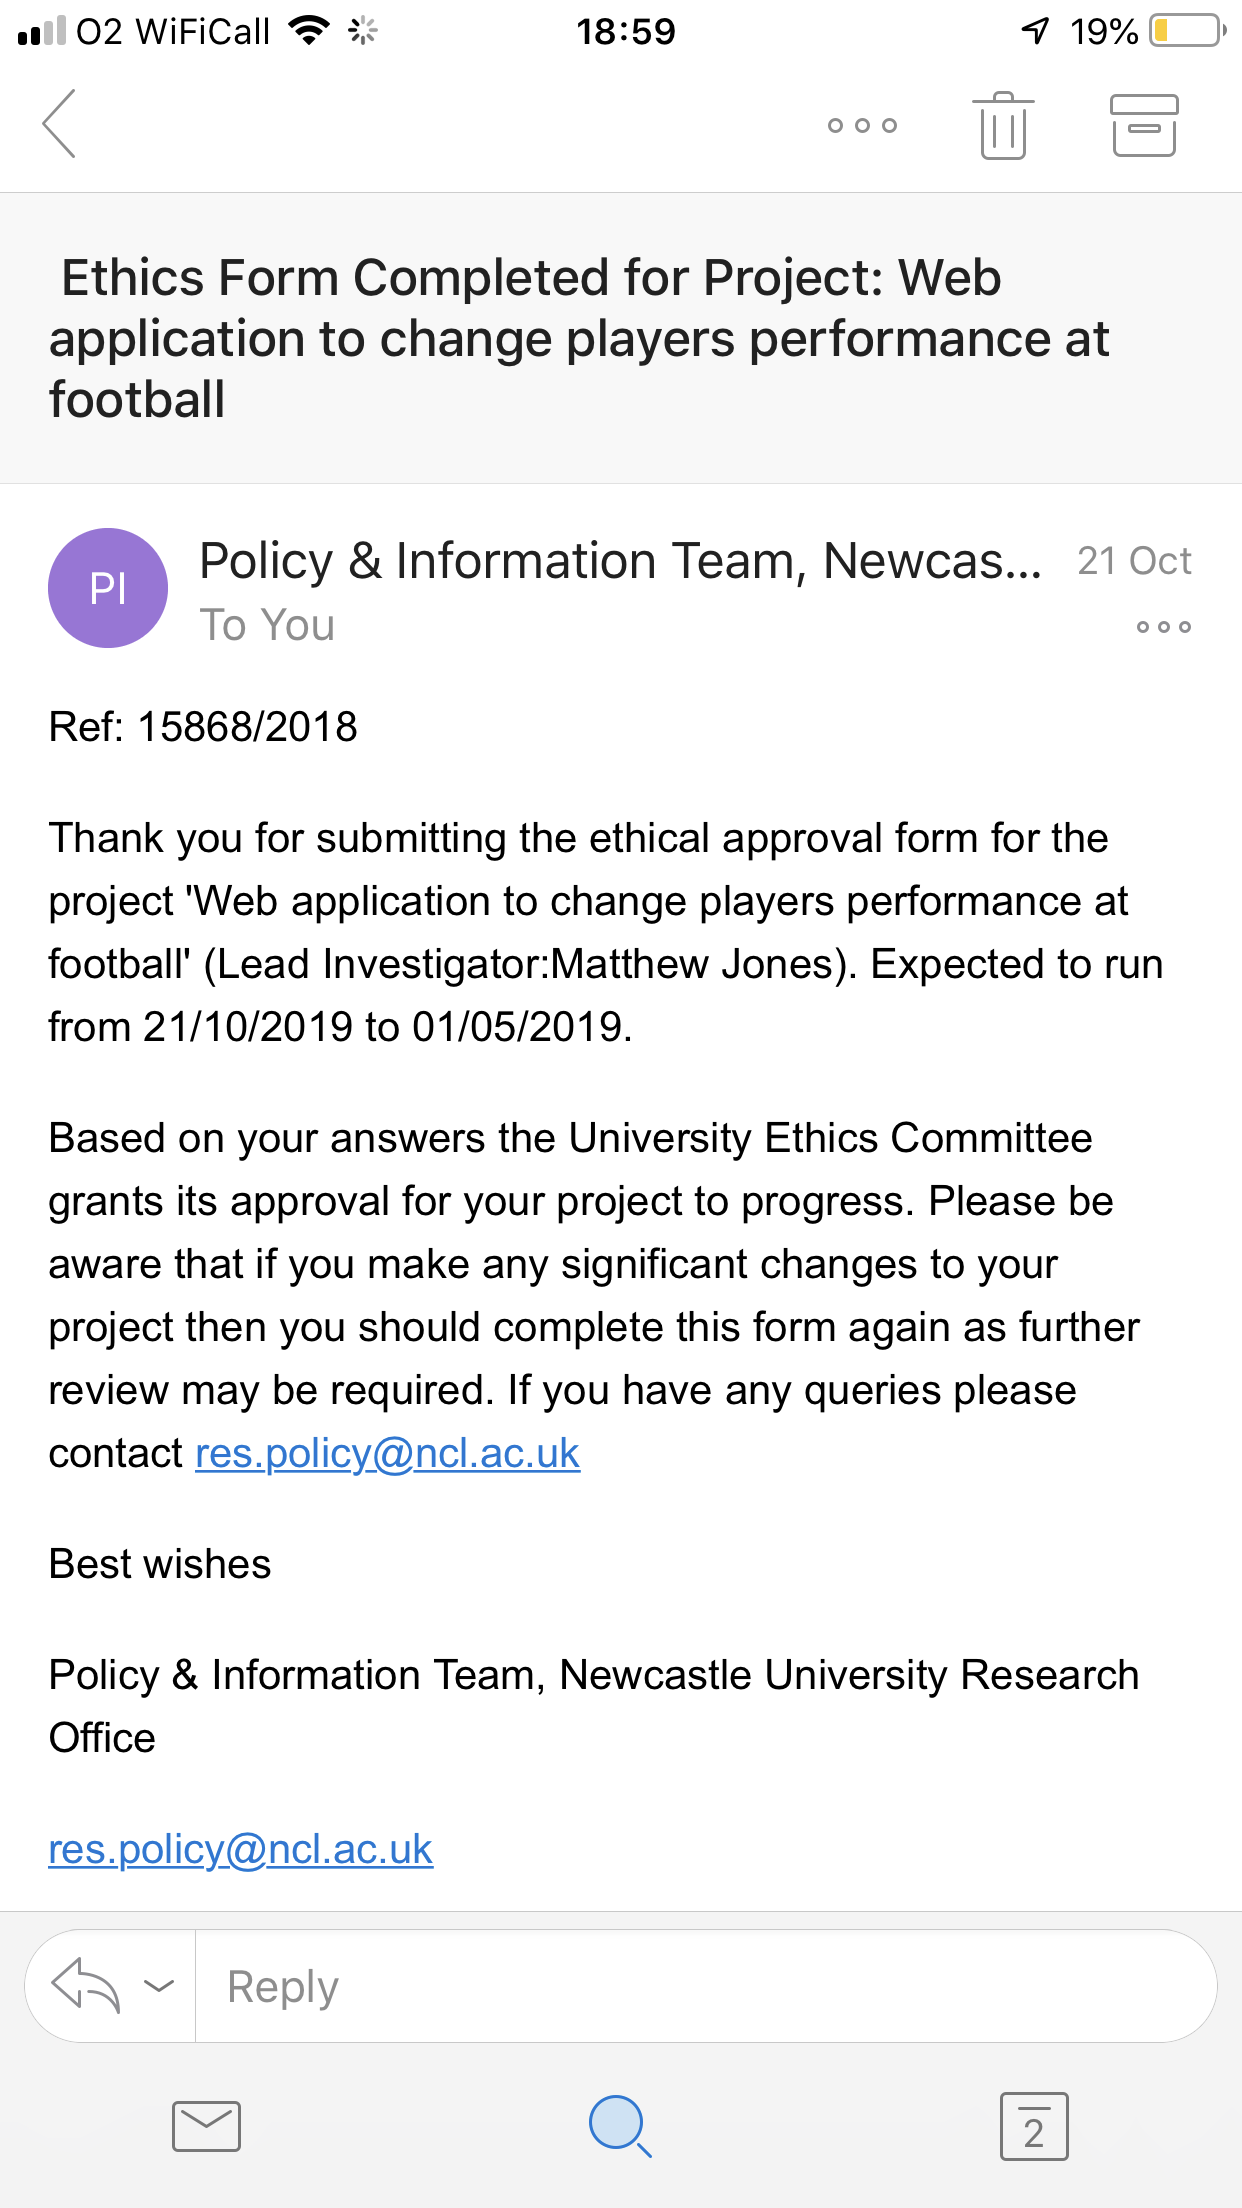 O2 WiFiCall 18:59 19%
Ethics Form Completed for Project: Web
application to change players performance at
football
PI
Policy & Information Team, Newcas... 21 Oct
To You
Ref: 15868/2018
Thank you for submitting the ethical approval form for the
project 'Web application to change players performance at
football' (Lead Investigator:Matthew Jones). Expected to run
from 21/10/2019 to 01/05/2019.
Based on your answers the University Ethics Committee
grants its approval for your project to progress. Please be
aware that if you make any significant changes to your
project then you should complete this form again as further
review may be required. If you have any queries please
contact res.policy@ncl.ac.uk
Best wishes
Policy & Information Team, Newcastle University Research
Office
res.policy@ncl.ac.uk
Reply
2